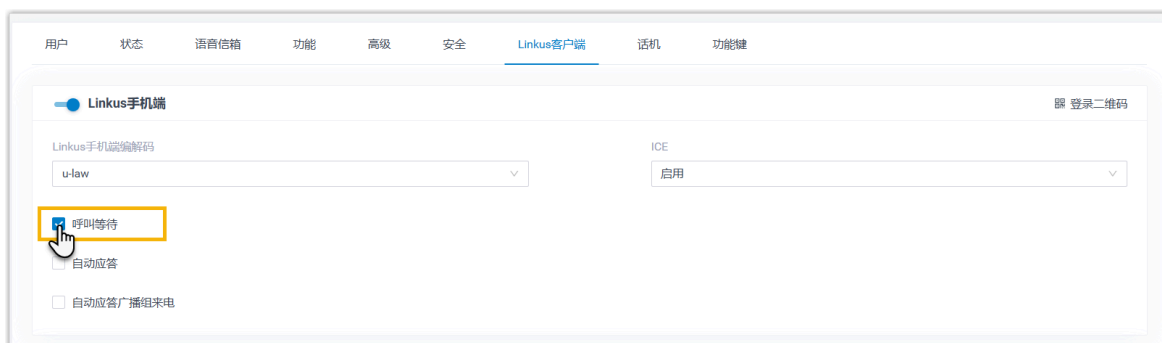 用户 状态 语音信箱 功能 高级 安全 Linkus客户端 话机 功能键
Linkus手机端 登录二维码
Linkus手机端编解码 ICE
u-law 启用
呼叫等待
自动应答
自动应答广播组来电